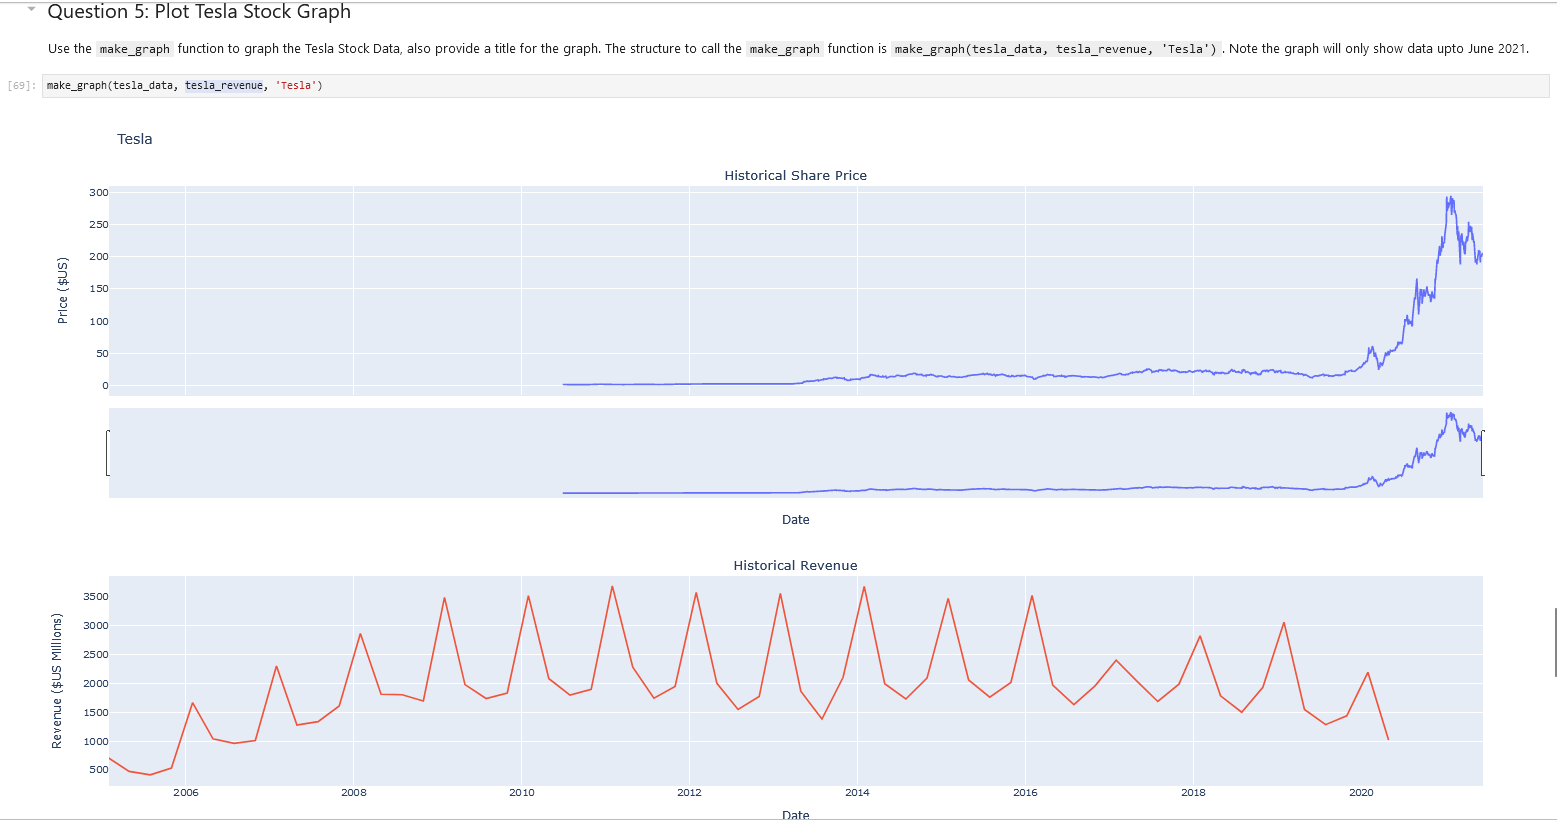 Question 5: Plot Tesla Stock Graph
Use the make_graph function to graph the Tesla Stock Data, also provide a title for the graph. The structure to call the make_graph function is make_graph(tesla_data, tesla_revenue, 'Tesla') . Note the graph will only show data upto June 2021.
[69]: make_graph(tesla_data, tesla_revenue, 'Tesla')
Tesla
Historical Share Price
Price ($US)
300
250
200
150
100
50
0
Date
Historical Revenue
Revenue ($US Millions)
3500
3000
2500
2000
1500
1000
500
2006 2008 2010 2012 2014 2016 2018 2020
Date